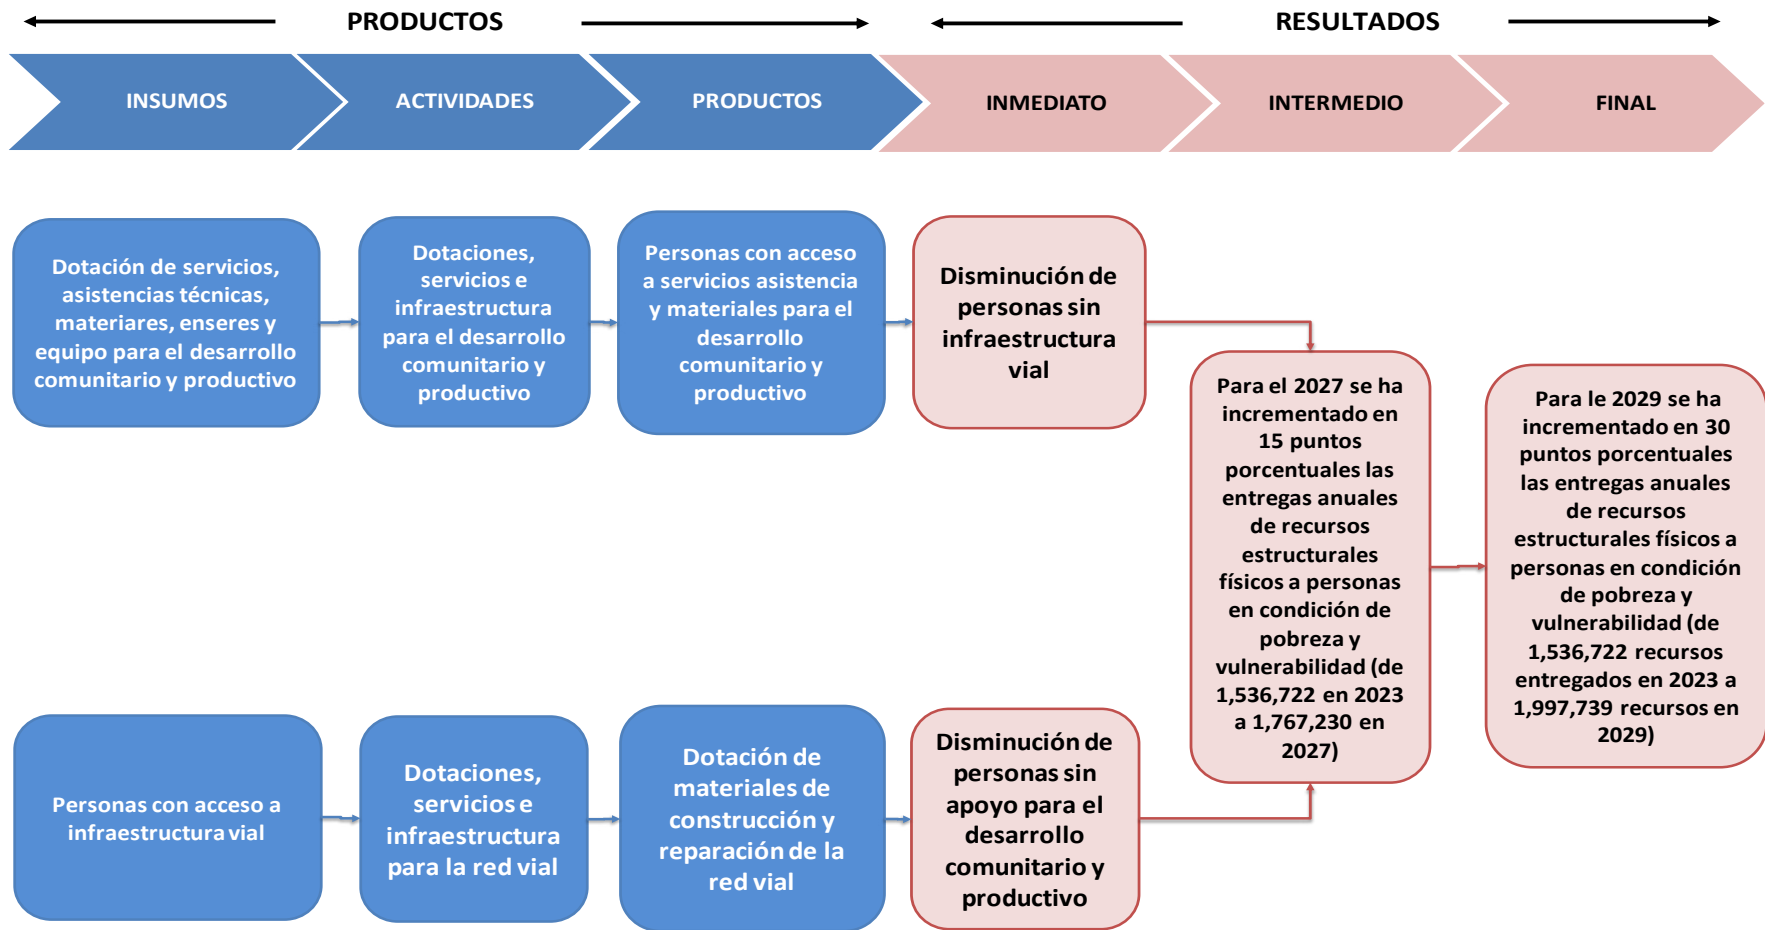 PRODUCTOS
RESULTADOS
INSUMOS
ACTIVIDADES
PRODUCTOS
INMEDIATO
INTERMEDIO
FINAL
Dotación de servicios,
asistencias técnicas,
materiares, enseres y
equipo para el desarrollo
comunitario y productivo
Dotaciones,
servicios e
infraestructura
para el desarrollo
comunitario y
productivo
Personas con acceso
a servicios asistencia
y materiales para el
desarrollo
comunitario y
productivo
Disminución de
personas sin
infraestructura
vial
Para el 2027 se ha
incrementado en
15 puntos
porcentuales las
entregas anuales
de recursos
estructurales
físicos a personas
en condición de
pobreza y
vulnerabilidad (de
1,536,722 en 2023
a 1,767,230 en
2027)
Para le 2029 se ha
incrementado en 30
puntos porcentuales
las entregas anuales
de recursos
estructurales físicos a
personas en condición
de pobreza y
vulnerabilidad (de
1,536,722 recursos
entregados en 2023 a
1,997,739 recursos en
2029)
Personas con acceso a
infraestructura vial
Dotaciones,
servicios e
infraestructura
para la red vial
Dotación de
materiales de
construcción y
reparación de la
red vial
Disminución de
personas sin
apoyo para el
desarrollo
comunitario y
productivo